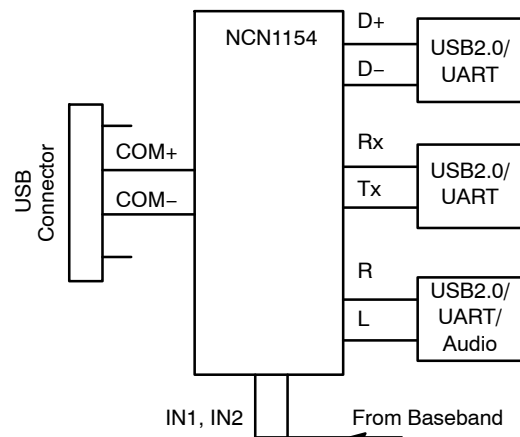 NCN1154
D+
D−
USB2.0/
UART
USB
Connector
COM+
COM−
Rx
Tx
USB2.0/
UART
R
L
USB2.0/
UART/
Audio
IN1, IN2
From Baseband